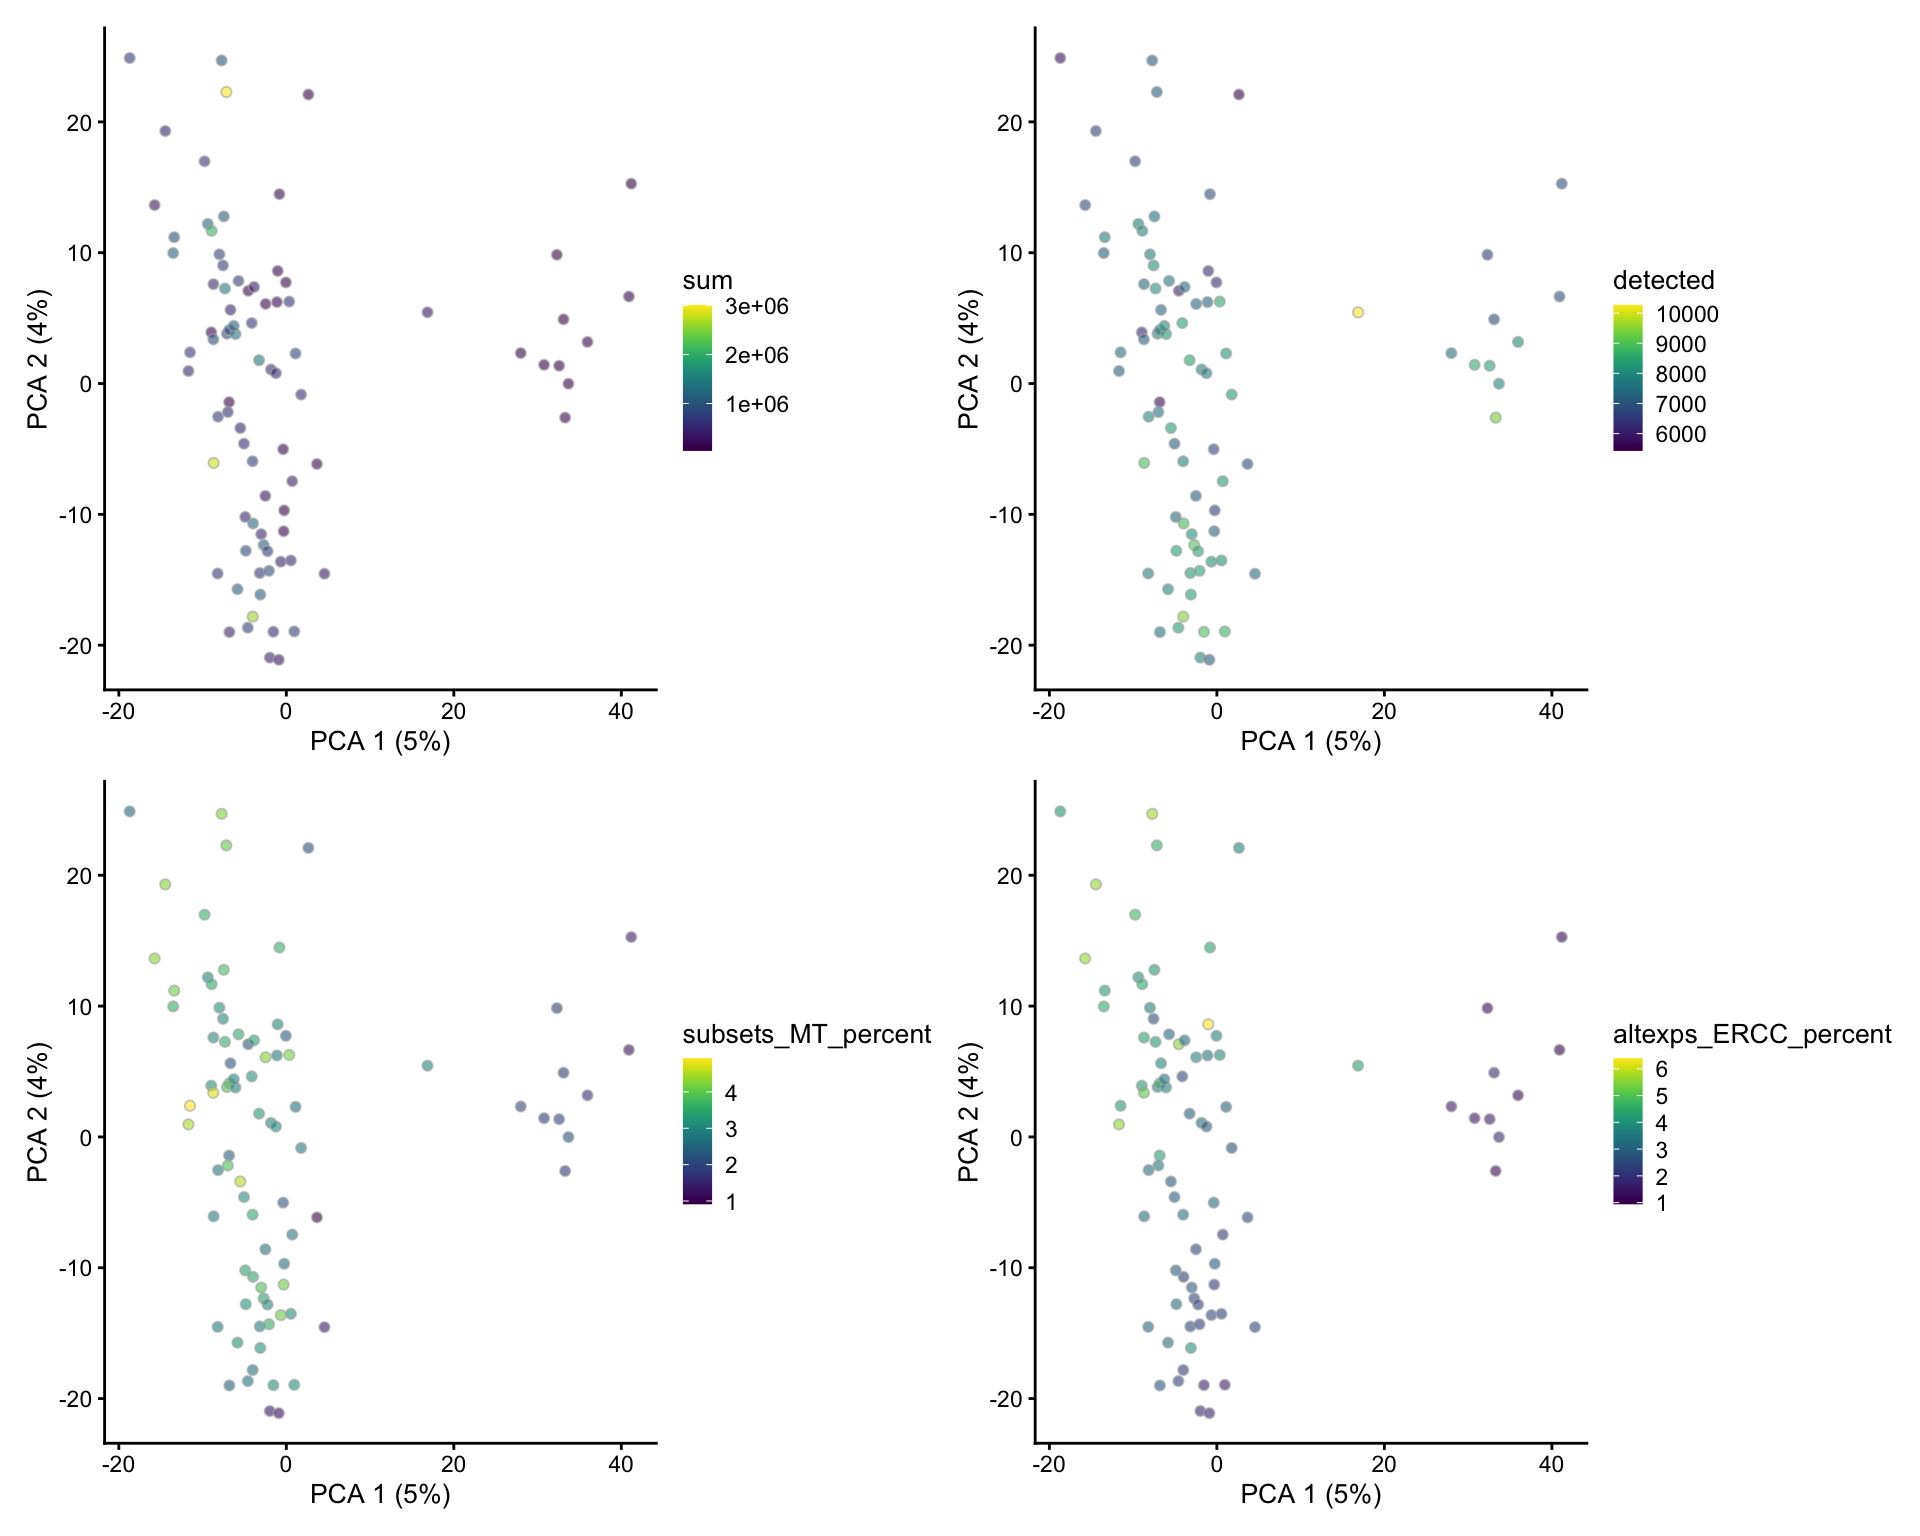 20
10
0
-10
-20
PCA 2 (4%)
-20 0 20 40
PCA 1 (5%)
sum
3e+06
2e+06
1e+06
20
10
0
-10
-20
PCA 2 (4%)
-20 0 20 40
PCA 1 (5%)
detected
10000
9000
8000
7000
6000
20
10
0
-10
-20
PCA 2 (4%)
-20 0 20 40
PCA 1 (5%)
subsets_MT_percent
4
3
2
1
20
10
0
-10
-20
PCA 2 (4%)
-20 0 20 40
PCA 1 (5%)
altexps_ERCC_percent
6
5
4
3
2
1